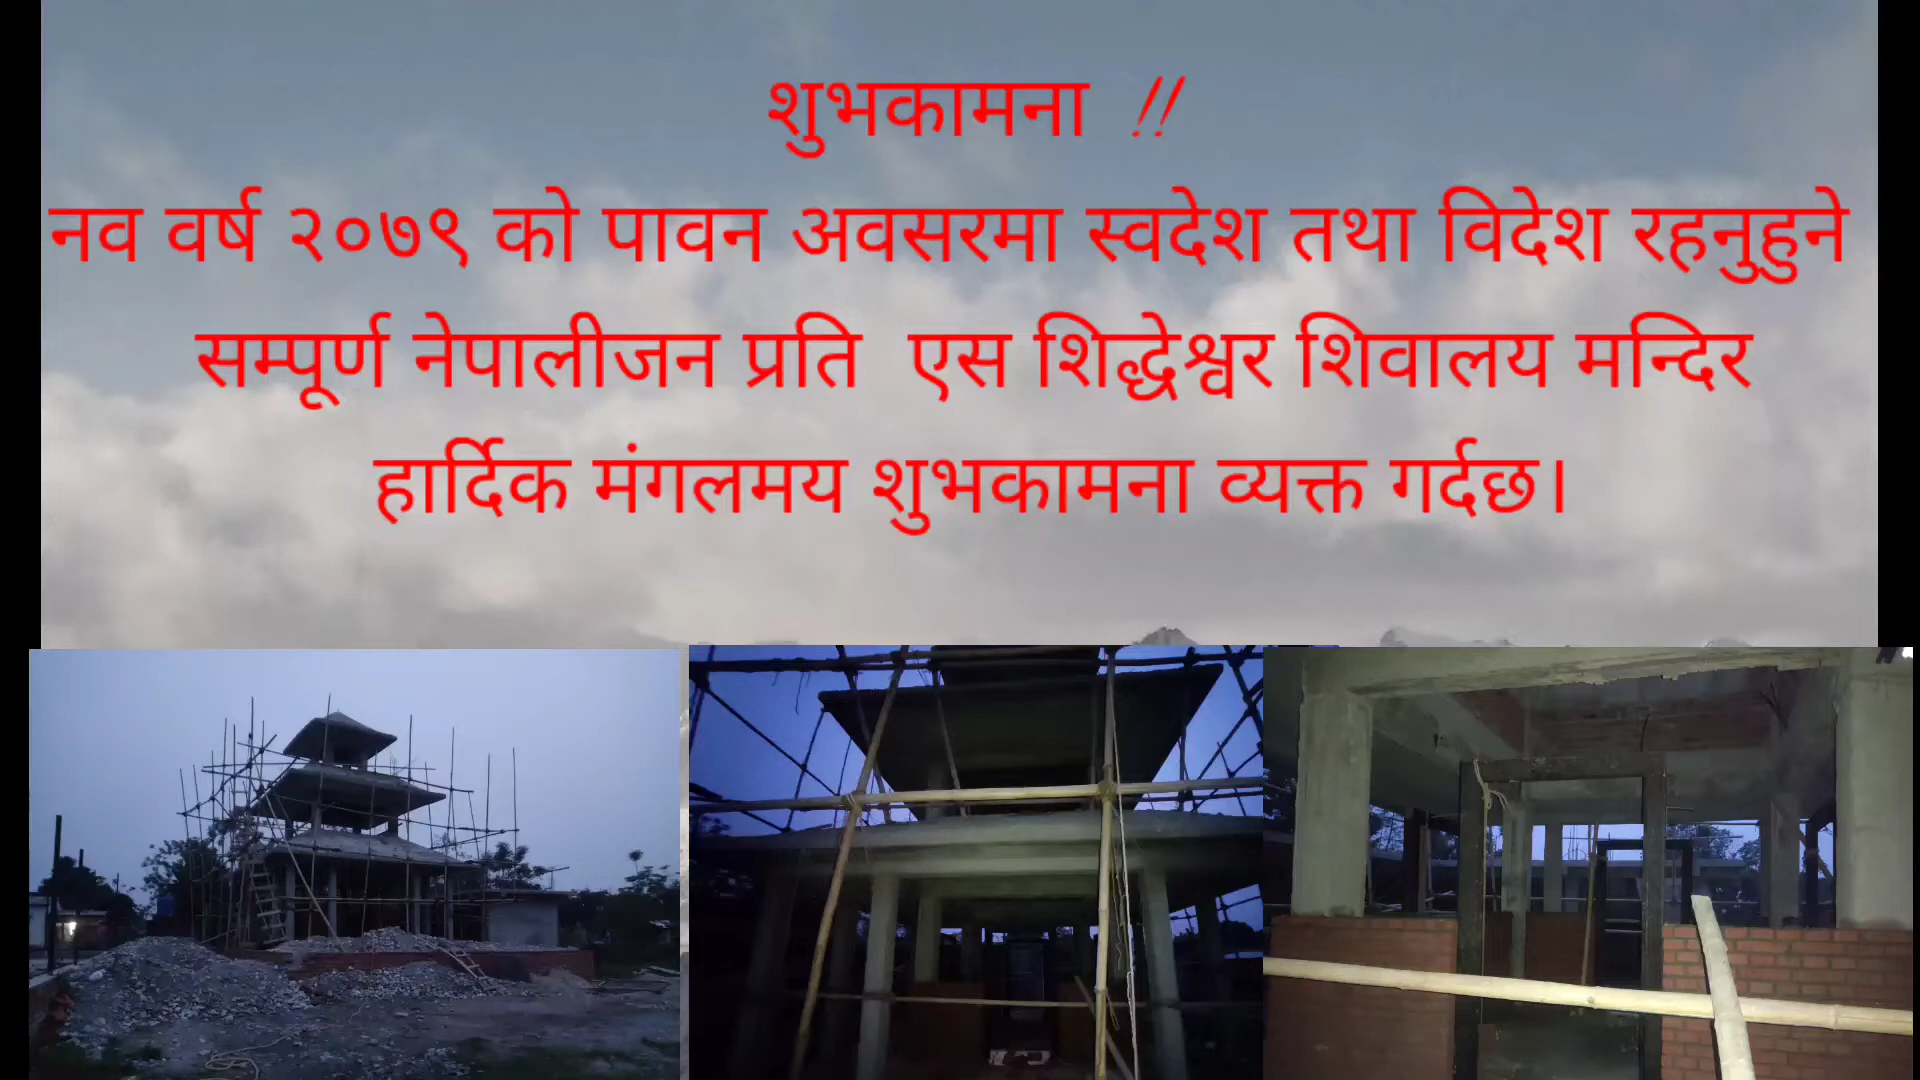 शुभकामना !!
नव वर्ष २०७९ को पावन अवसरमा स्वदेश तथा विदेश रहनुहुने
सम्पूर्ण नेपालीजन प्रति एस शिद्धेश्वर शिवालय मन्दिर
हार्दिक मंगलमय शुभकामना व्यक्त गर्दछ।